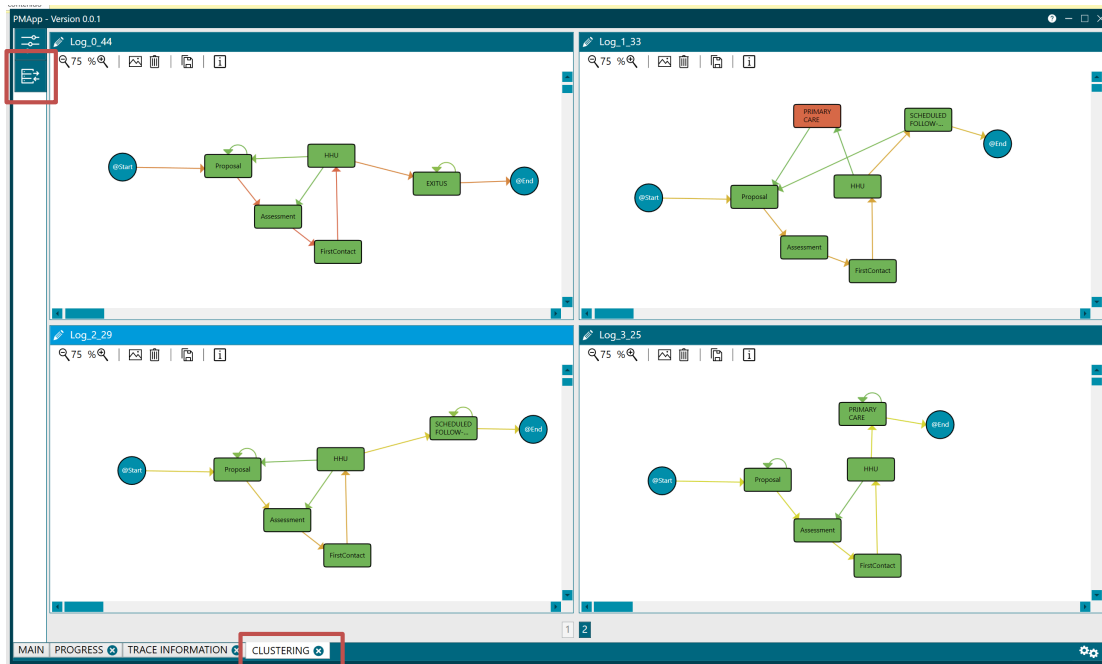 contenido
PMApp - Version 0.0.1
Log_0_44
75 %
@Start
Proposal
HHU
EXITUS
@End
Assessment
FirstContact
Log_1_33
75 %
PRIMARY
CARE
SCHEDULED
FOLLOW-...
@End
@Start
Proposal
HHU
Assessment
FirstContact
Log_2_29
75 %
SCHEDULED
FOLLOW-...
@End
@Start
Proposal
HHU
Assessment
FirstContact
Log_3_25
75 %
PRIMARY
CARE
@End
@Start
Proposal
HHU
Assessment
FirstContact
1 2
MAIN PROGRESS TRACE INFORMATION CLUSTERING